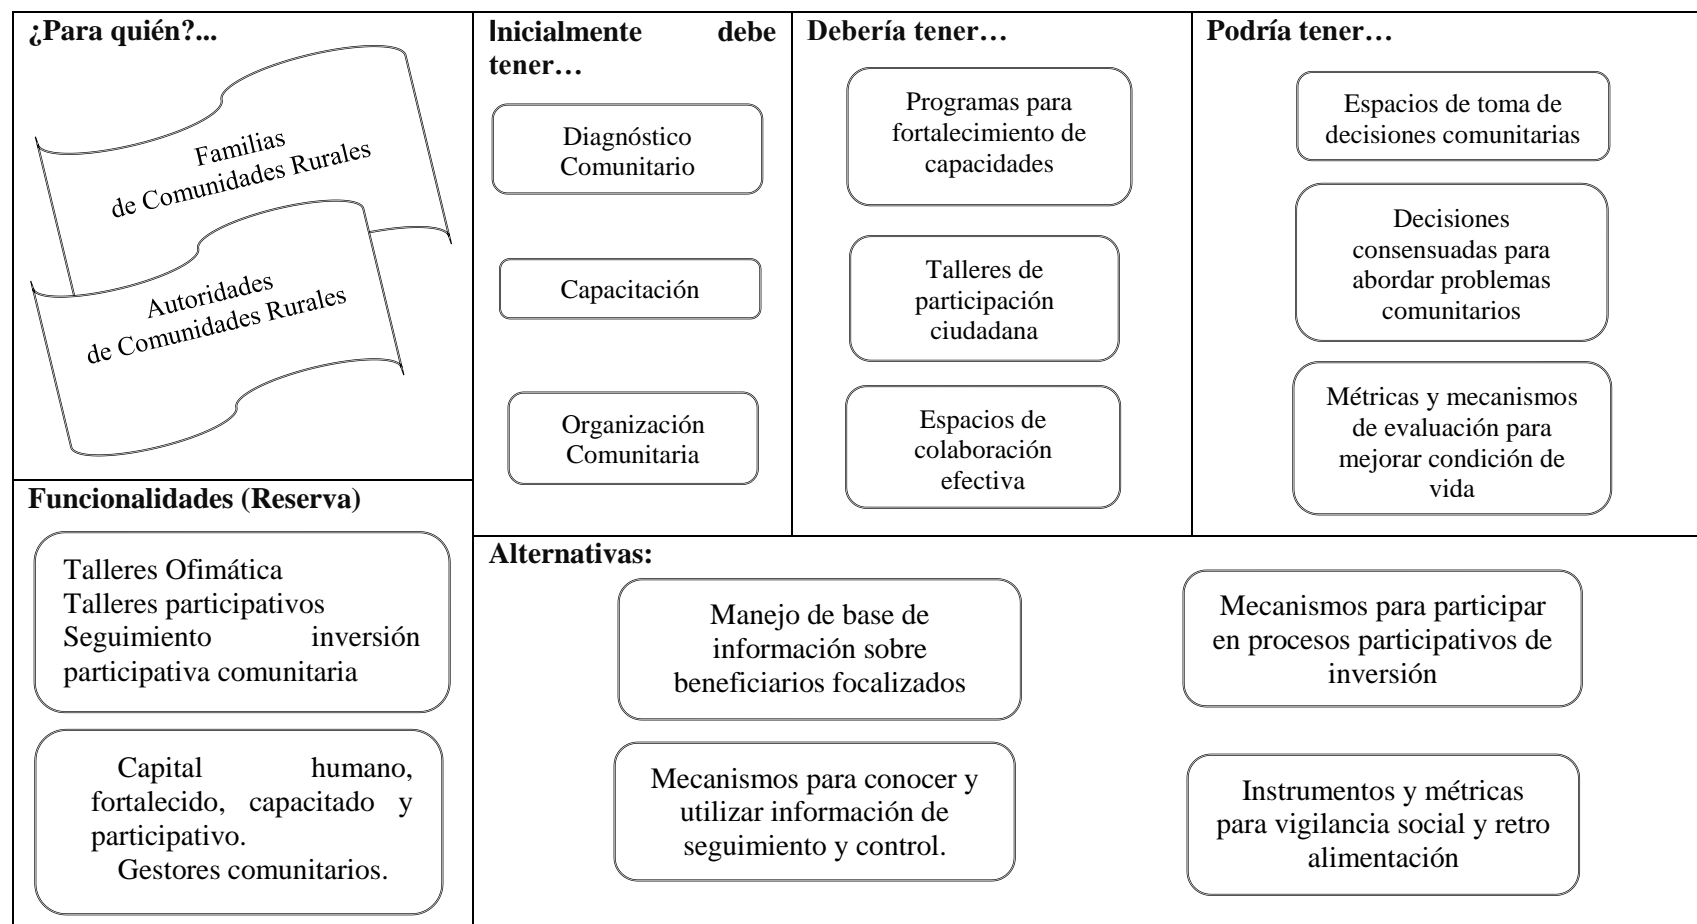 ¿Para quién?...
Familias
de Comunidades Rurales
Autoridades
de Comunidades Rurales
Inicialmente debe
tener…
Diagnóstico
Comunitario
Capacitación
Organización
Comunitaria
Debería tener…
Programas para
fortalecimiento de
capacidades
Talleres de
participación
ciudadana
Espacios de
colaboración
efectiva
Podría tener…
Espacios de toma de
decisiones comunitarias
Decisiones
consensuadas para
abordar problemas
comunitarios
Métricas y mecanismos
de evaluación para
mejorar condición de
vida
Funcionalidades (Reserva)
Talleres Ofimática
Talleres participativos
Seguimiento inversión
participativa comunitaria
Capital humano,
fortalecido, capacitado y
participativo.
Gestores comunitarios.
Alternativas:
Manejo de base de
información sobre
beneficiarios focalizados
Mecanismos para participar
en procesos participativos de
inversión
Mecanismos para conocer y
utilizar información de
seguimiento y control.
Instrumentos y métricas
para vigilancia social y retro
alimentación